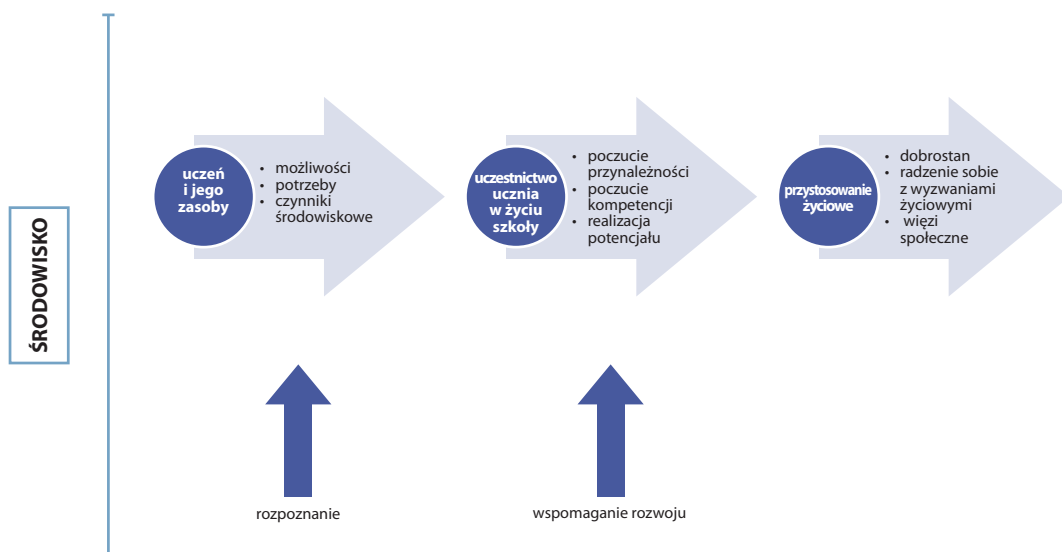 ŚRODOWISKO
uczeń
i jego
zasoby
• możliwości
• potrzeby
• czynniki
środowiskowe
uczestnictwo
ucznia
w życiu
szkoły
• poczucie
przynależności
• poczucie
kompetencji
• realizacja
potencjału
przystosowanie
życiowe
• dobrostan
• radzenie sobie
z wyzwaniami
życiowymi
• więzi
społeczne
rozpoznanie
wspomaganie rozwoju